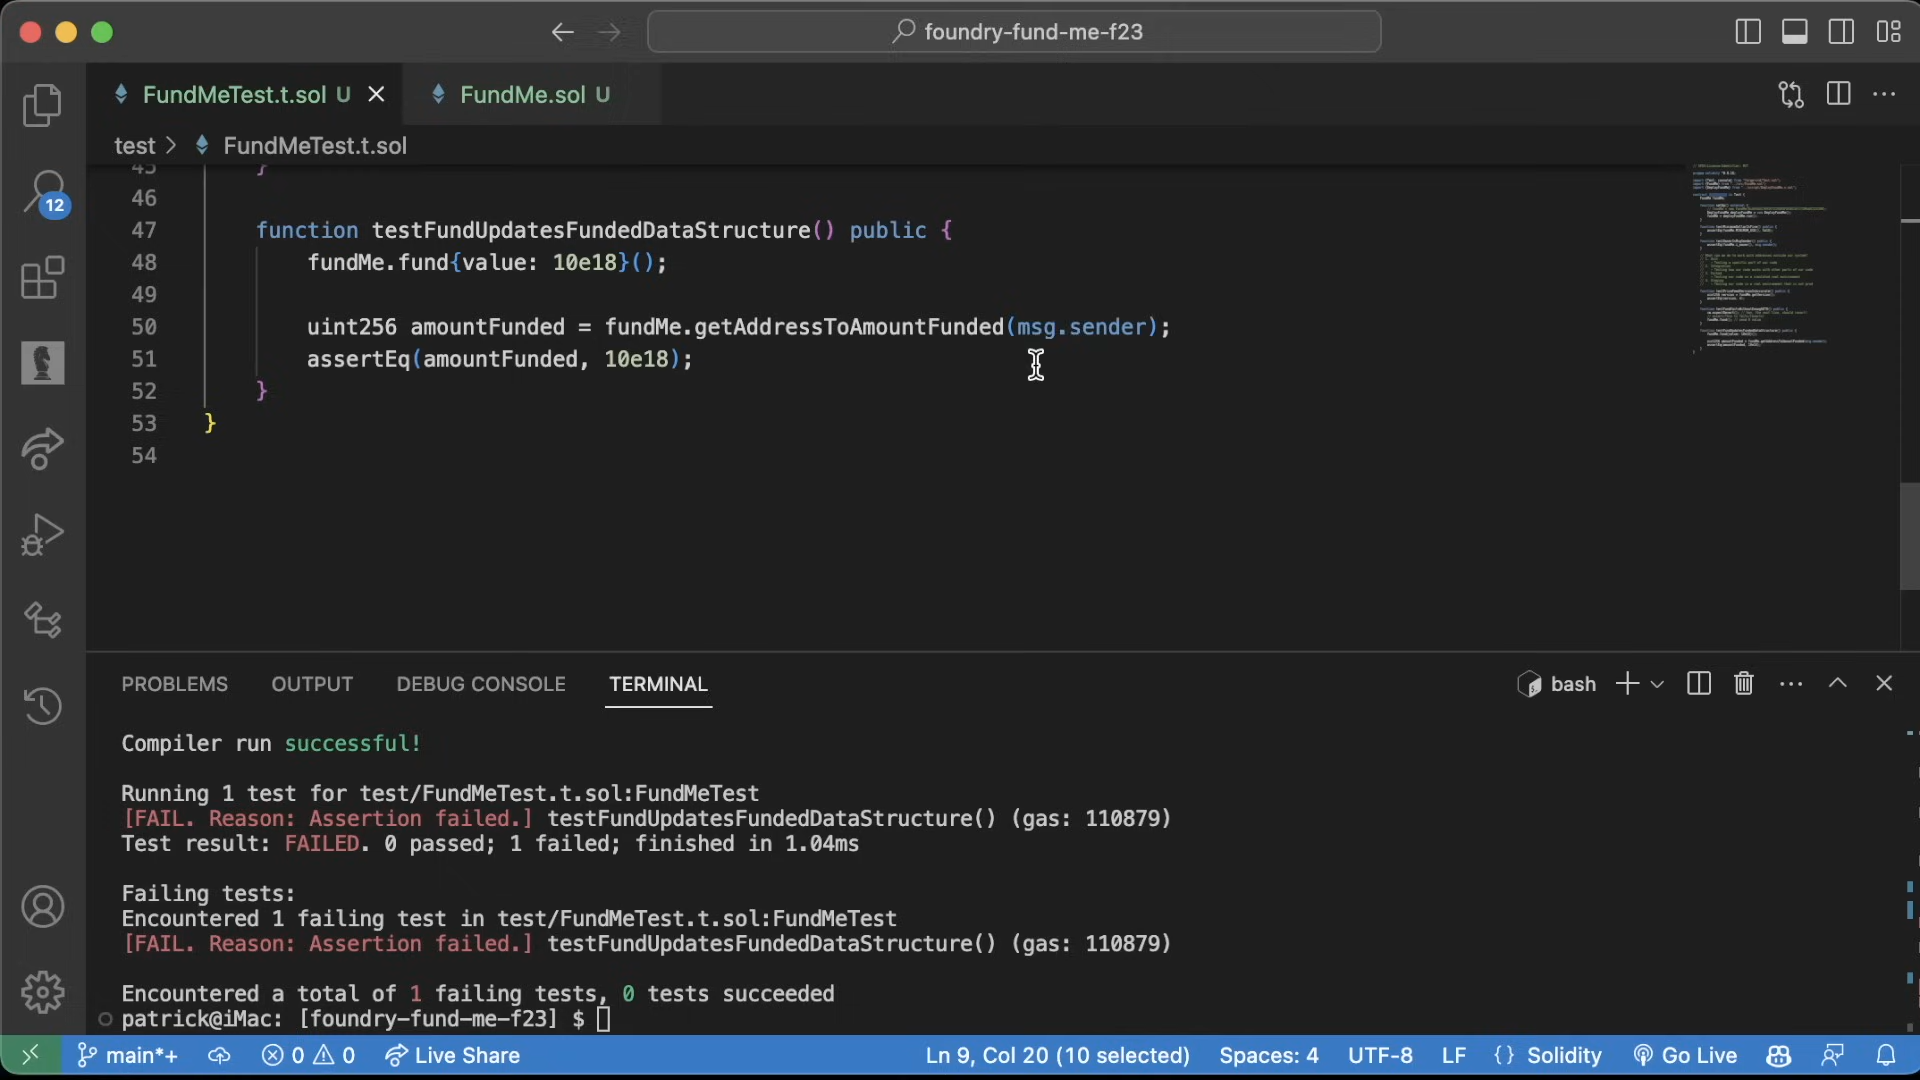 foundry-fund-me-f23
FundMeTest.t.sol U
FundMe.sol U
test > FundMeTest.t.sol
45 }
46
47 function testFundUpdatesFundedDataStructure() public {
48 fundMe.fund{value: 10e18}();
49
50 uint256 amountFunded = fundMe.getAddressToAmountFunded(msg.sender);
51 assertEq(amountFunded, 10e18);
52 }
53 }
54
12
PROBLEMS OUTPUT DEBUG CONSOLE TERMINAL bash
Compiler run successful!
Running 1 test for test/FundMeTest.t.sol:FundMeTest
[FAIL. Reason: Assertion failed.] testFundUpdatesFundedDataStructure() (gas: 110879)
Test result: FAILED. 0 passed; 1 failed; finished in 1.04ms
Failing tests:
Encountered 1 failing test in test/FundMeTest.t.sol:FundMeTest
[FAIL. Reason: Assertion failed.] testFundUpdatesFundedDataStructure() (gas: 110879)
Encountered a total of 1 failing tests, 0 tests succeeded
patrick@iMac: [foundry-fund-me-f23] $
main*+ 0 0 Live Share Ln 9, Col 20 (10 selected) Spaces: 4 UTF-8 LF {} Solidity Go Live